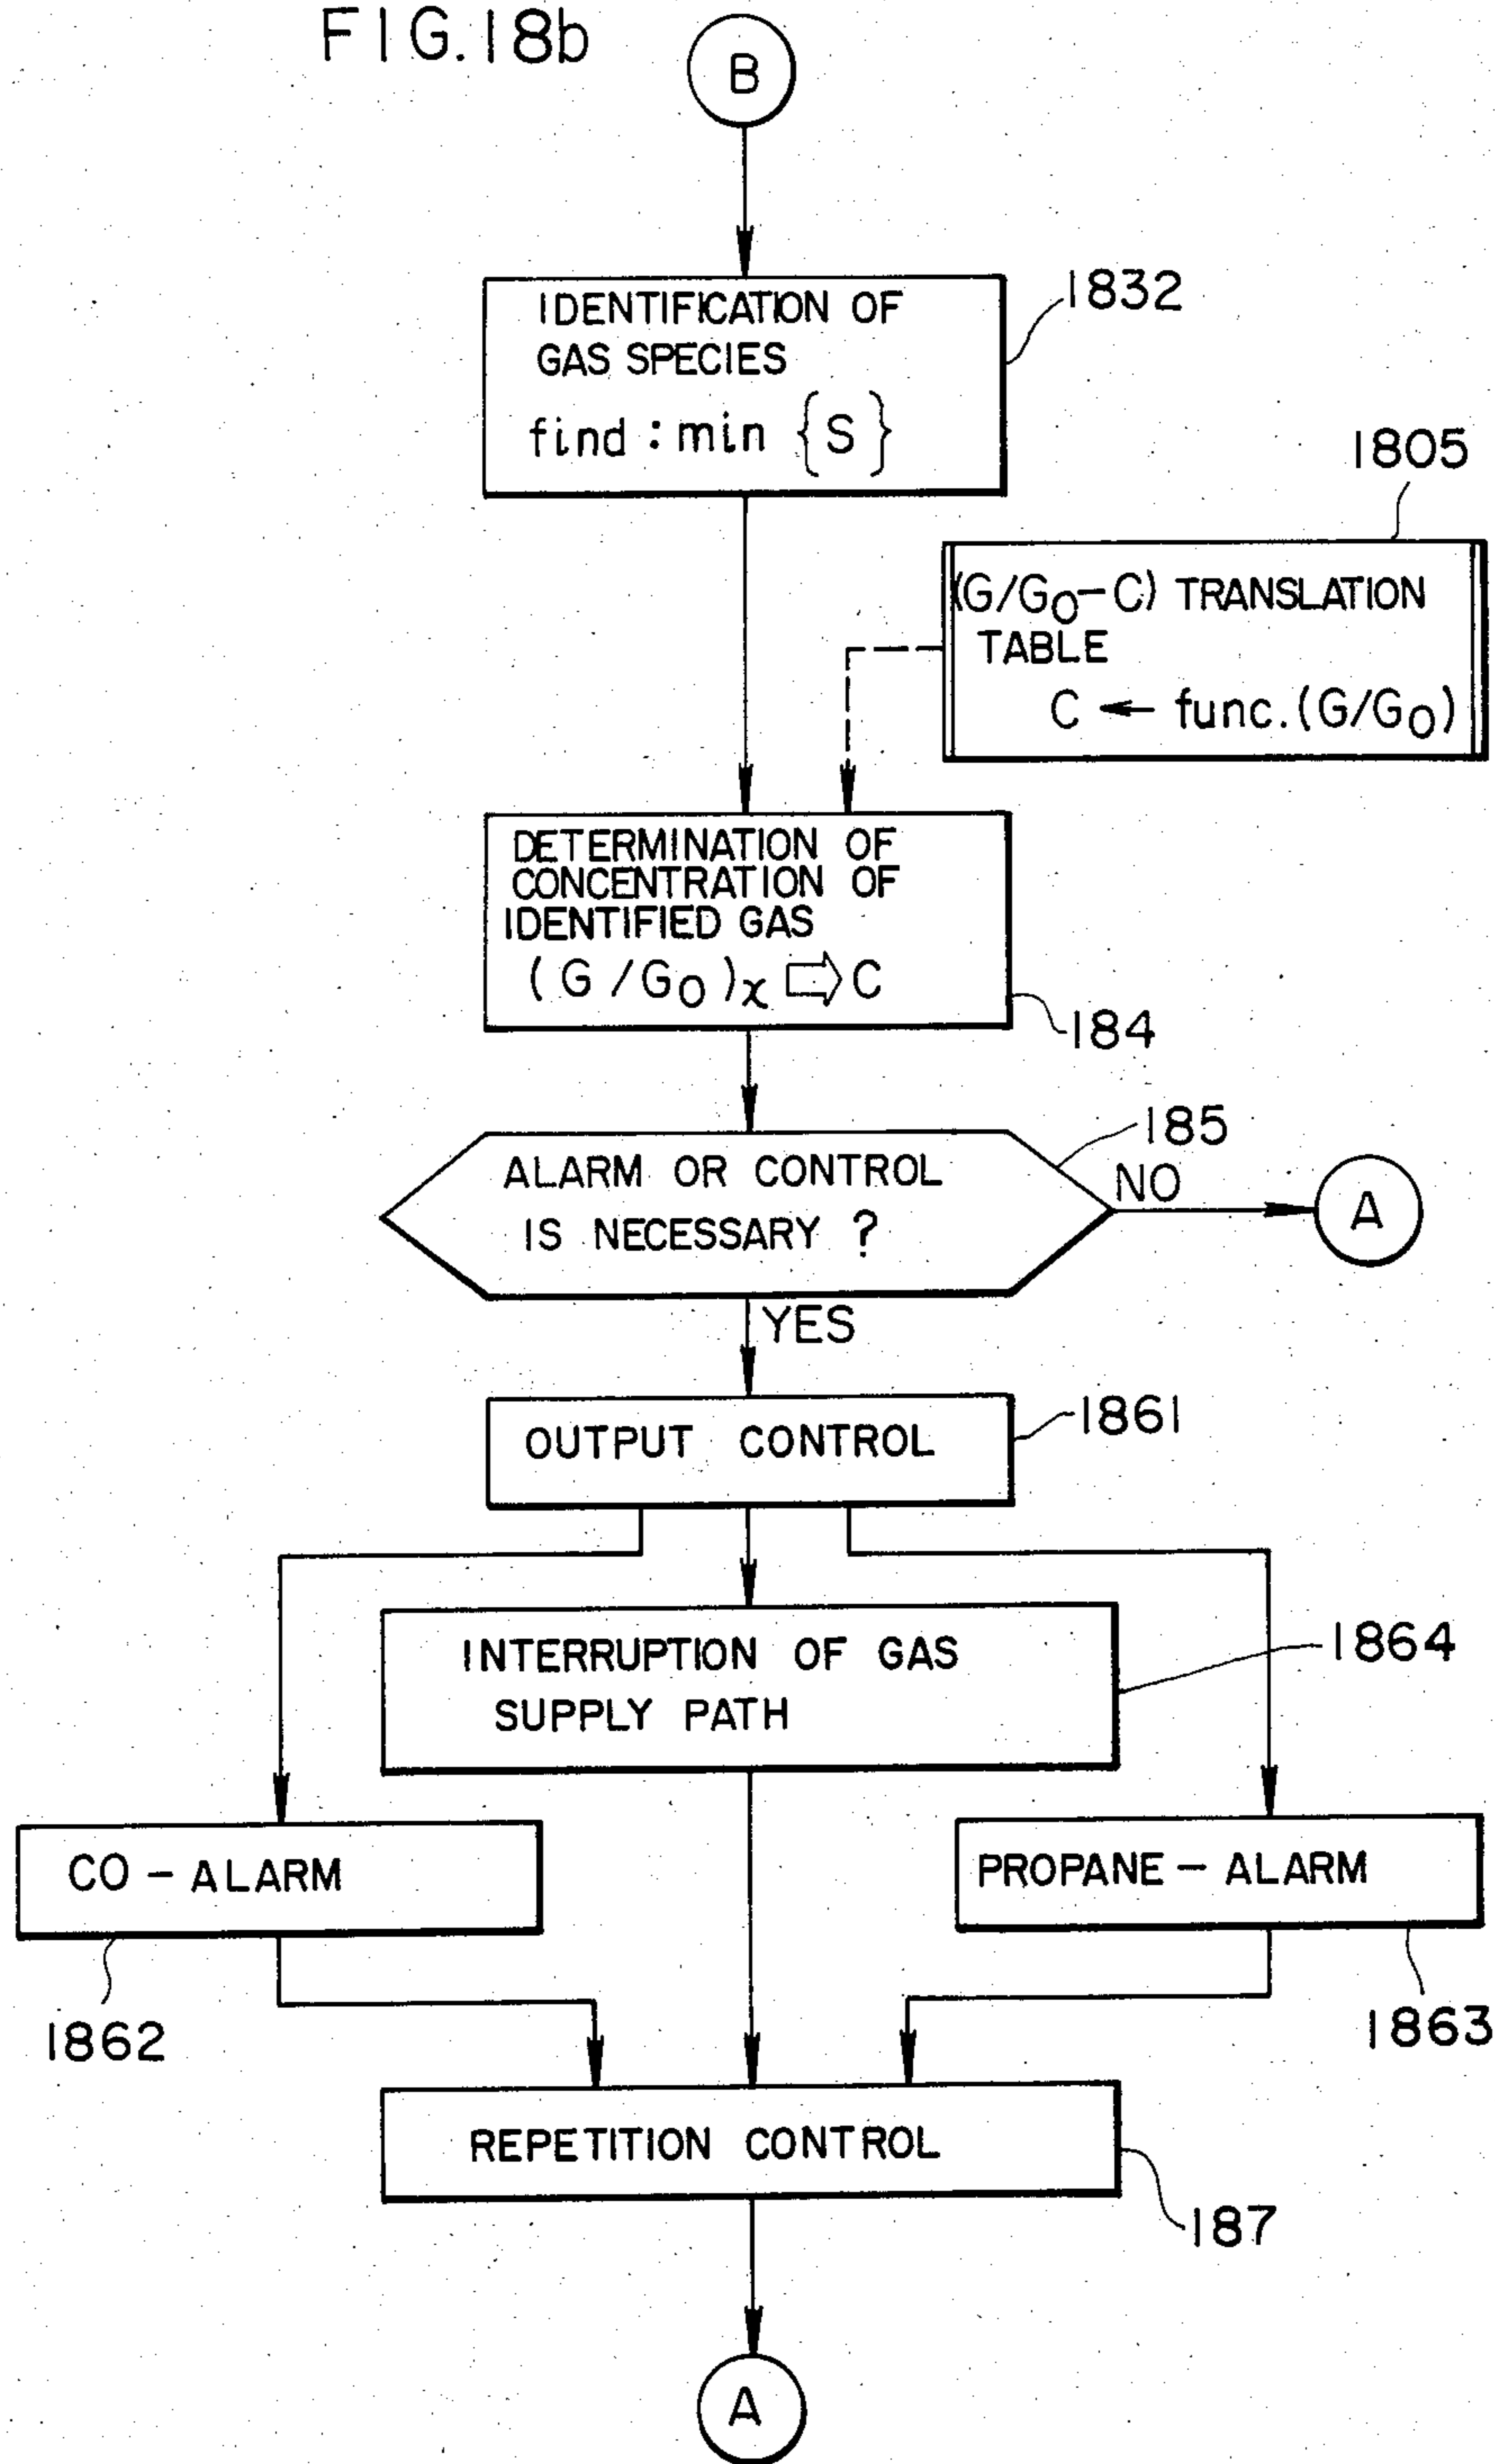 FIG.18b
B
IDENTIFICATION OF
GAS SPECIES
find : min {S}
1832
1805
(G/G₀-C) TRANSLATION
TABLE
C ← func.(G/G₀)
DETERMINATION OF
CONCENTRATION OF
IDENTIFIED GAS
(G/G₀)x ⇨ C
184
ALARM OR CONTROL
IS NECESSARY ?
185
NO
A
YES
OUTPUT CONTROL
1861
INTERRUPTION OF GAS
SUPPLY PATH
1864
CO - ALARM
PROPANE - ALARM
1862
1863
REPETITION CONTROL
187
A